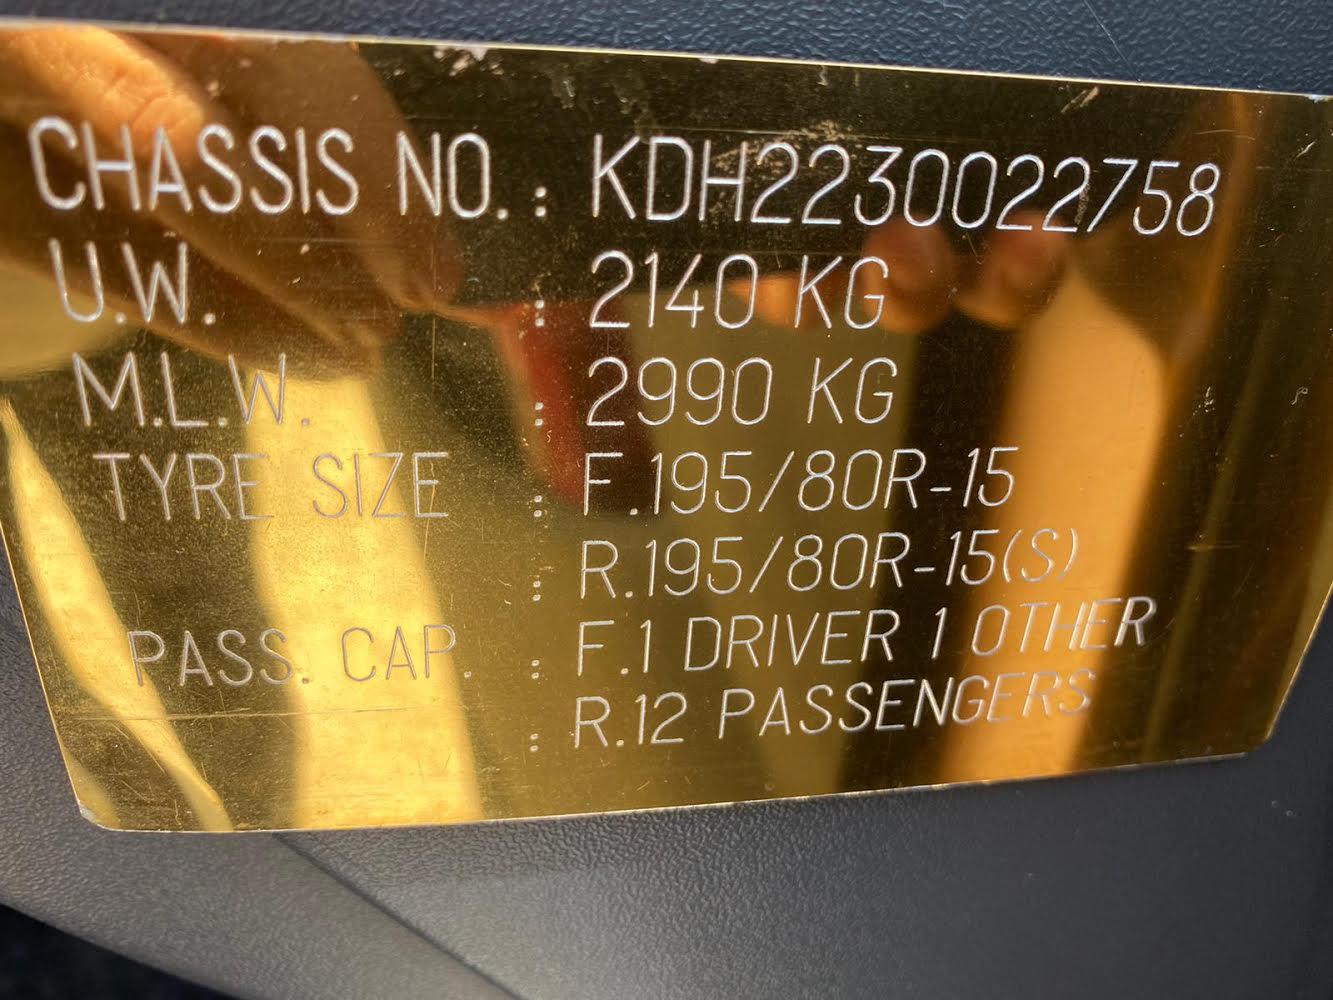 CHASSIS NO. : KDH2230022758
U.W. : 2140 KG
M.L.W. : 2990 KG
TYRE SIZE : F.195/80R-15
: R.195/80R-15(S)
PASS. CAP. : F.1 DRIVER 1 OTHER
: R.12 PASSENGERS